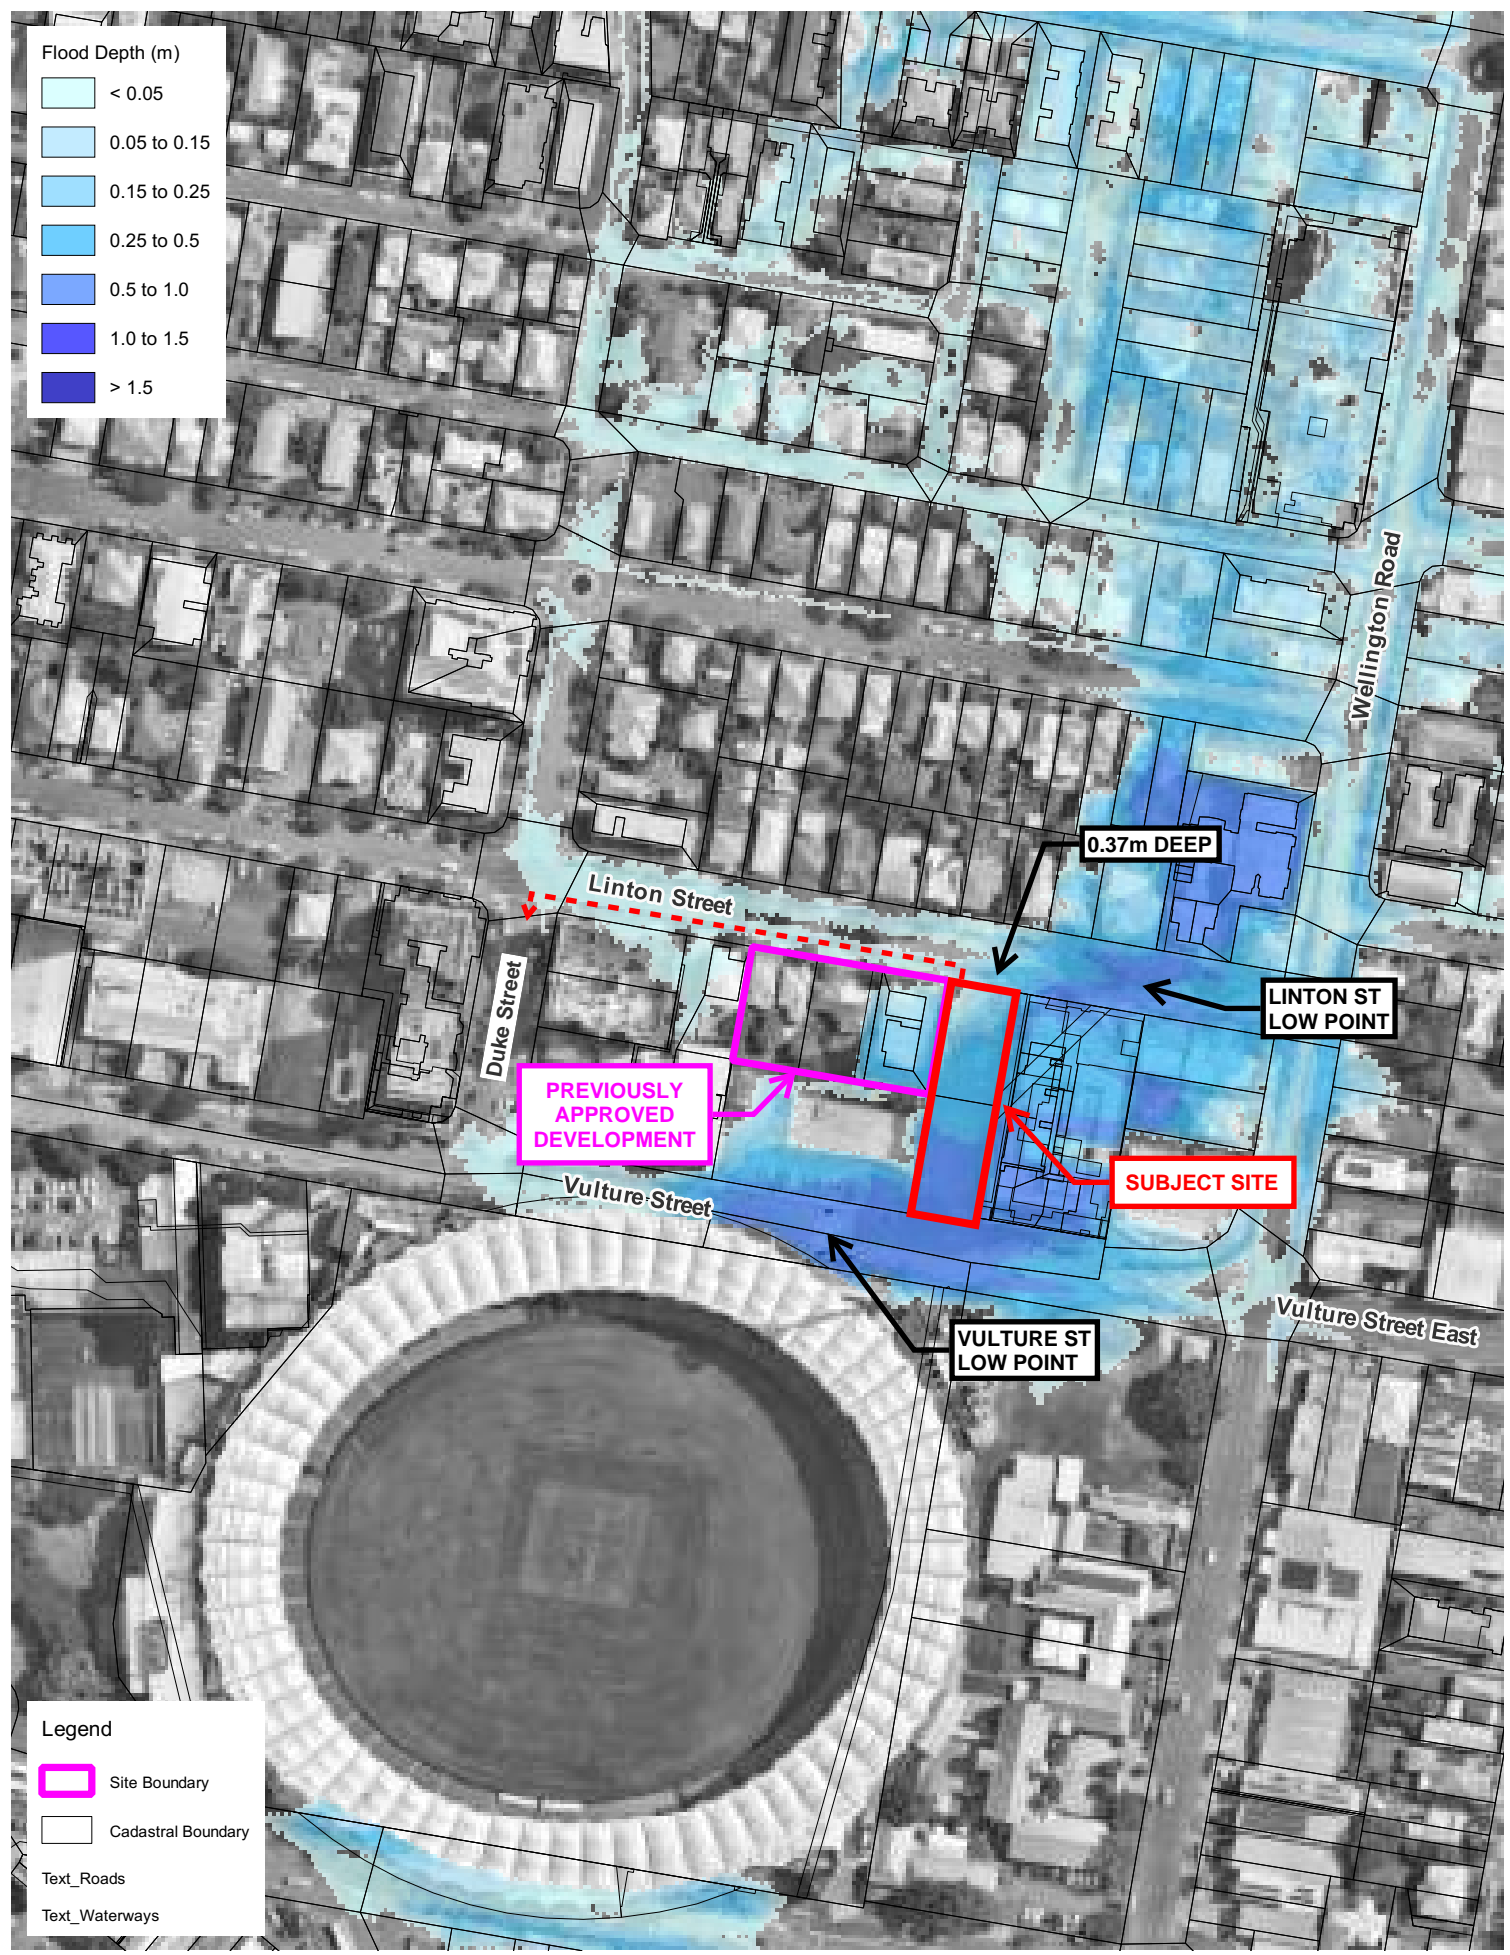 Flood Depth (m)
< 0.05
0.05 to 0.15
0.15 to 0.25
0.25 to 0.5
0.5 to 1.0
1.0 to 1.5
> 1.5
Wellington Road
0.37m DEEP
Linton Street
LINTON ST
LOW POINT
Duke Street
PREVIOUSLY
APPROVED
DEVELOPMENT
SUBJECT SITE
Vulture Street
Vulture Street East
VULTURE ST
LOW POINT
Legend
Site Boundary
Cadastral Boundary
Text_Roads
Text_Waterways